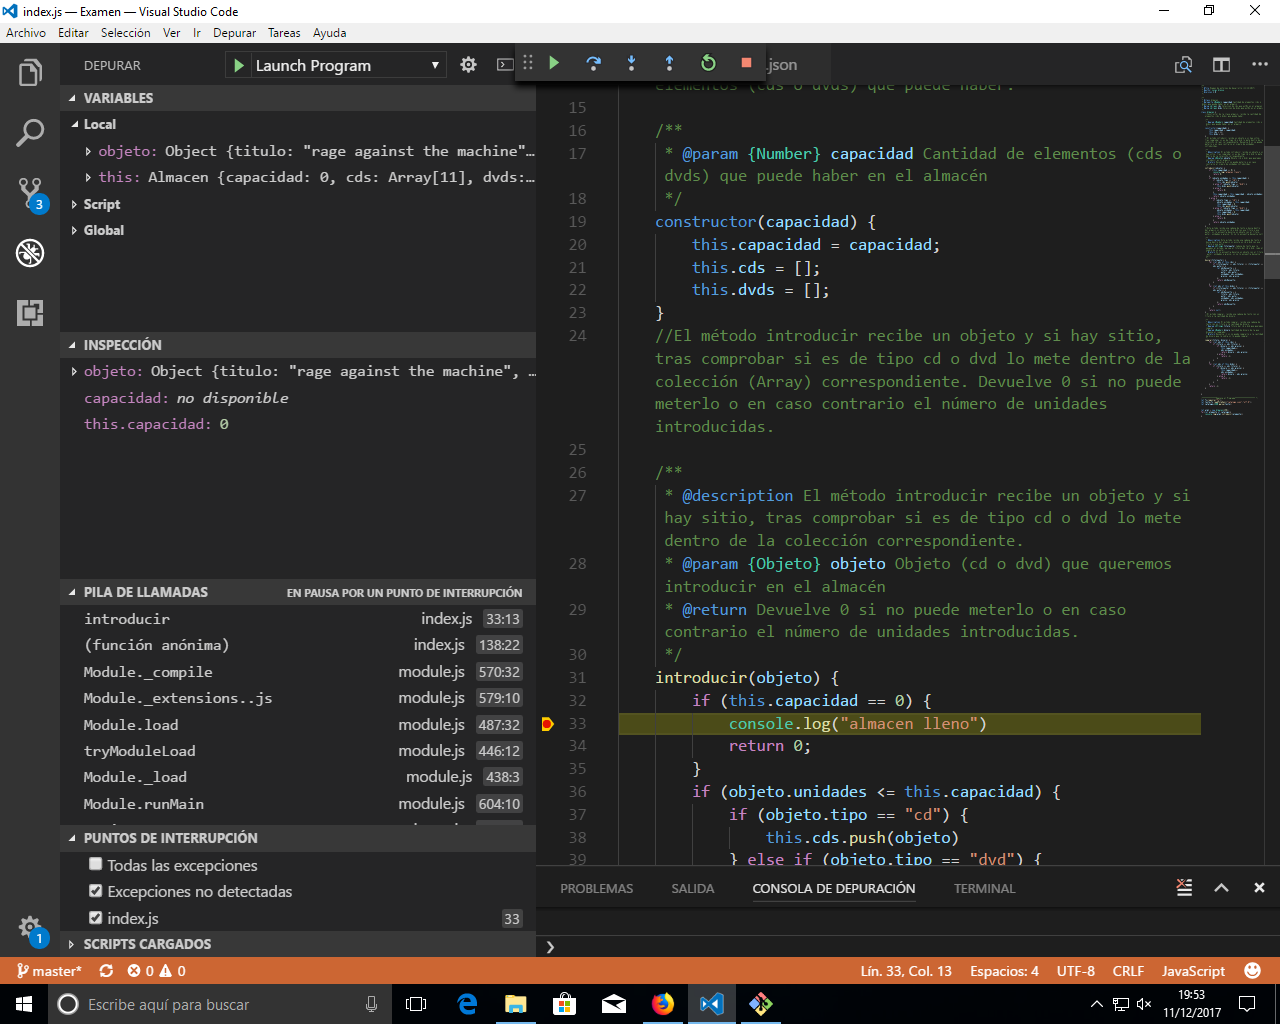 index.js — Examen — Visual Studio Code
Archivo Editar Selección Ver Ir Depurar Tareas Ayuda
DEPURAR
Launch Program
.json
VARIABLES
Local
objeto: Object {titulo: "rage against the machine"…
this: Almacen {capacidad: 0, cds: Array[11], dvds:…
Script
Global
INSPECCIÓN
objeto: Object {titulo: "rage against the machine", …
capacidad: no disponible
this.capacidad: 0
PILA DE LLAMADAS EN PAUSA POR UN PUNTO DE INTERRUPCIÓN
introducir index.js 33:13
(función anónima) index.js 138:22
Module._compile module.js 570:32
Module._extensions..js module.js 579:10
Module.load module.js 487:32
tryModuleLoad module.js 446:12
Module._load module.js 438:3
Module.runMain module.js 604:10
PUNTOS DE INTERRUPCIÓN
Todas las excepciones
Excepciones no detectadas
index.js 33
SCRIPTS CARGADOS
3
1
elementos (cds o dvds) que puede haber.
15
16 /**
17 * @param {Number} capacidad Cantidad de elementos (cds o
dvds) que puede haber en el almacén
18 */
19 constructor(capacidad) {
20 this.capacidad = capacidad;
21 this.cds = [];
22 this.dvds = [];
23 }
24 //El método introducir recibe un objeto y si hay sitio,
tras comprobar si es de tipo cd o dvd lo mete dentro de la
colección (Array) correspondiente. Devuelve 0 si no puede
meterlo o en caso contrario el número de unidades
introducidas.
25
26 /**
27 * @description El método introducir recibe un objeto y si
hay sitio, tras comprobar si es de tipo cd o dvd lo mete
dentro de la colección correspondiente.
28 * @param {Objeto} objeto Objeto (cd o dvd) que queremos
introducir en el almacén
29 * @return Devuelve 0 si no puede meterlo o en caso
contrario el número de unidades introducidas.
30 */
31 introducir(objeto) {
32 if (this.capacidad == 0) {
33 console.log("almacen lleno")
34 return 0;
35 }
36 if (objeto.unidades <= this.capacidad) {
37 if (objeto.tipo == "cd") {
38 this.cds.push(objeto)
39 } else if (objeto.tipo == "dvd") {
PROBLEMAS SALIDA CONSOLA DE DEPURACIÓN TERMINAL
master* 0 0 Lín. 33, Col. 13 Espacios: 4 UTF-8 CRLF JavaScript
Escribe aquí para buscar
19:53
11/12/2017